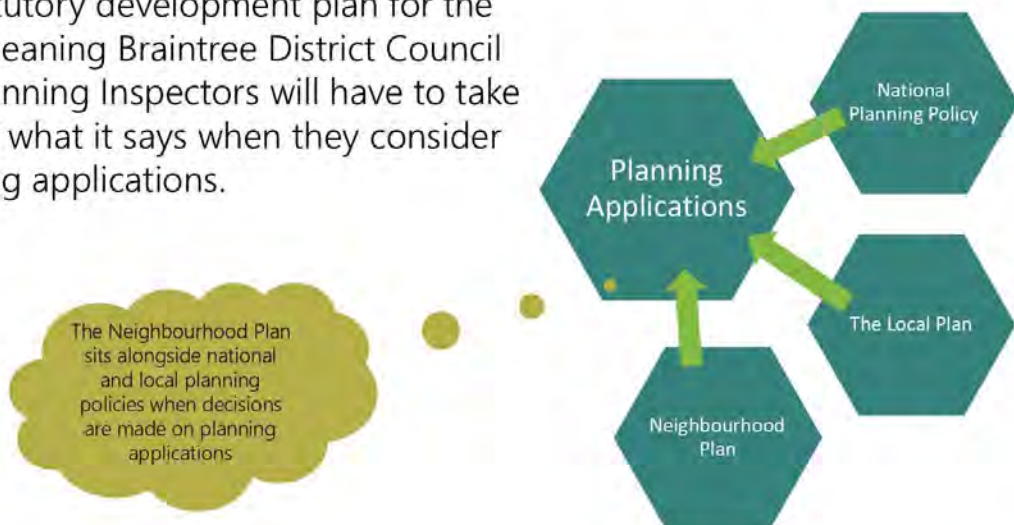 tutory development plan for the
eaning Braintree District Council
nning Inspectors will have to take
what it says when they consider
g applications.
National
Planning Policy
Planning
Applications
The Local Plan
Neighbourhood
Plan
The Neighbourhood Plan
sits alongside national
and local planning
policies when decisions
are made on planning
applications